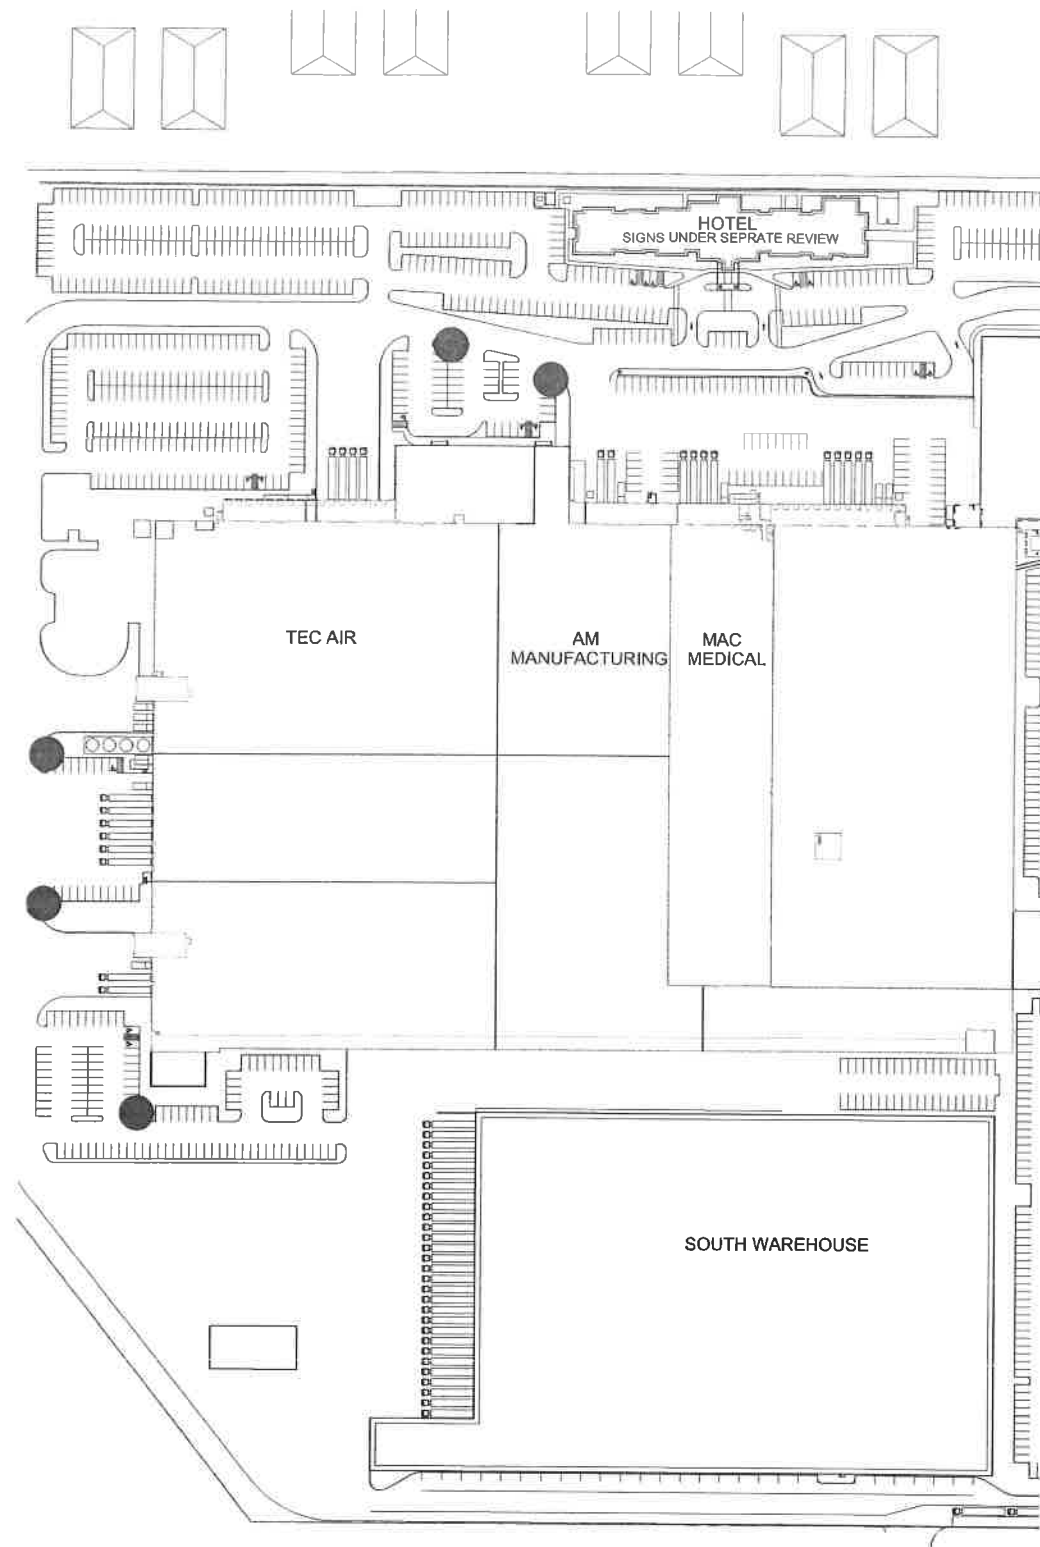 HOTEL
SIGNS UNDER SEPRATE REVIEW
TEC AIR
AM
MANUFACTURING
MAC
MEDICAL
SOUTH WAREHOUSE